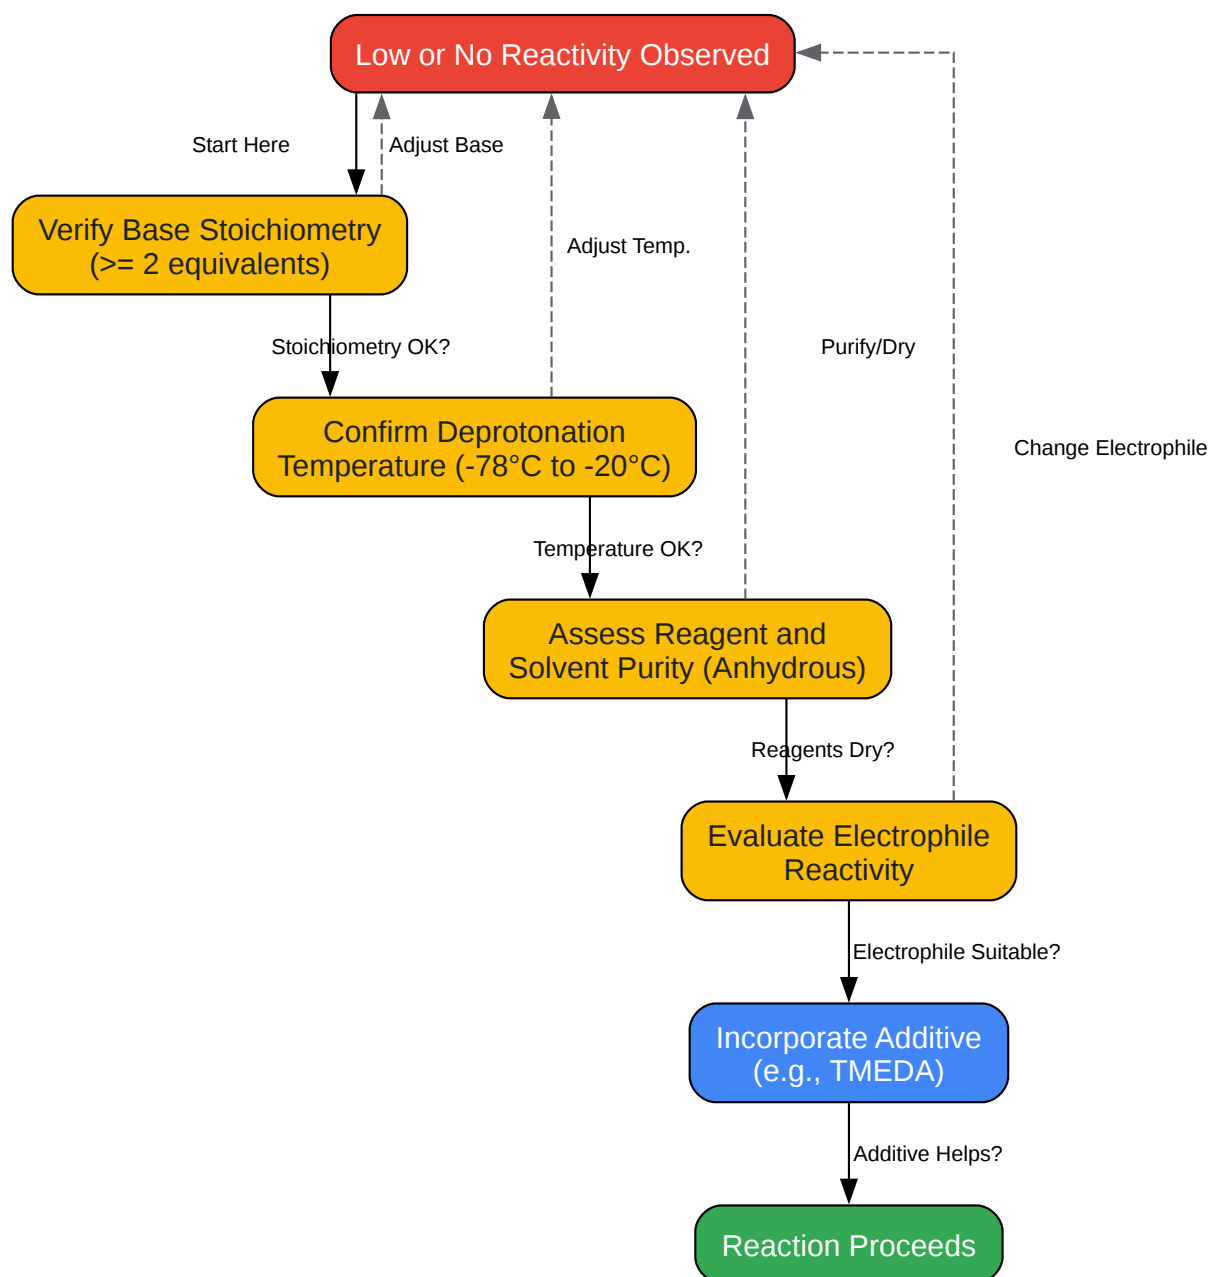 Low or No Reactivity Observed
Start Here
Adjust Base
Verify Base Stoichiometry
(>= 2 equivalents)
Adjust Temp.
Stoichiometry OK?
Purify/Dry
Confirm Deprotonation
Temperature (-78°C to -20°C)
Change Electrophile
Temperature OK?
Assess Reagent and
Solvent Purity (Anhydrous)
Reagents Dry?
Evaluate Electrophile
Reactivity
Electrophile Suitable?
Incorporate Additive
(e.g., TMEDA)
Additive Helps?
Reaction Proceeds